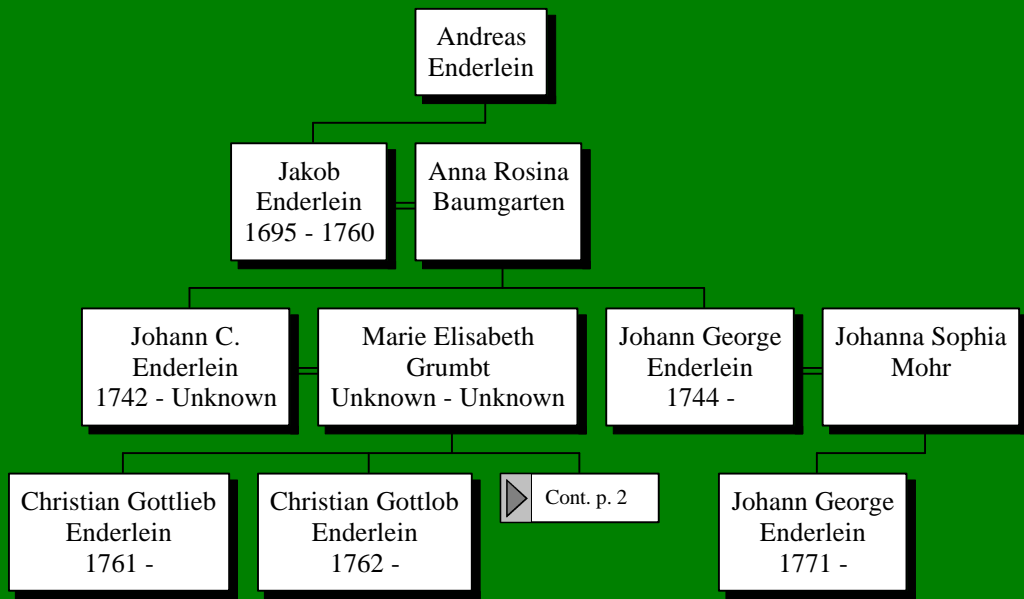 Andreas
Enderlein
Jakob
Enderlein
1695 - 1760
Anna Rosina
Baumgarten
Johann C.
Enderlein
1742 - Unknown
Marie Elisabeth
Grumbt
Unknown - Unknown
Johann George
Enderlein
1744 -
Johanna Sophia
Mohr
Christian Gottlieb
Enderlein
1761 -
Christian Gottlob
Enderlein
1762 -
Cont. p. 2
Johann George
Enderlein
1771 -